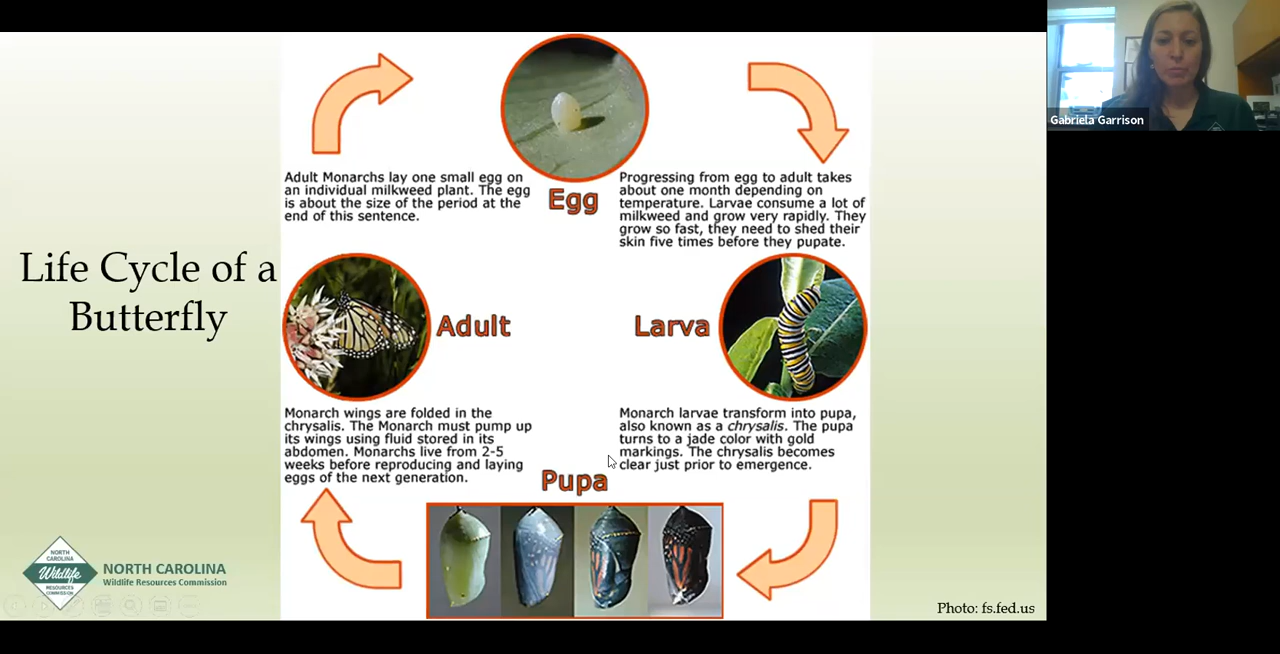 Life Cycle of a
Butterfly
Egg
Adult Monarchs lay one small egg on
an individual milkweed plant. The egg
is about the size of the period at the
end of this sentence.
Progressing from egg to adult takes
about one month depending on
temperature. Larvae consume a lot of
milkweed and grow very rapidly. They
grow so fast, they need to shed their
skin five times before they pupate.
Adult
Larva
Monarch wings are folded in the
chrysalis. The Monarch must pump up
its wings using fluid stored in its
abdomen. Monarchs live from 2-5
weeks before reproducing and laying
eggs of the next generation.
Monarch larvae transform into pupa,
also known as a chrysalis. The pupa
turns to a jade color with gold
markings. The chrysalis becomes
clear just prior to emergence.
Pupa
NORTH
CAROLINA
Wildlife
RESOURCES
COMMISSION
NORTH CAROLINA
Wildlife Resources Commission
Photo: fs.fed.us
Gabriela Garrison